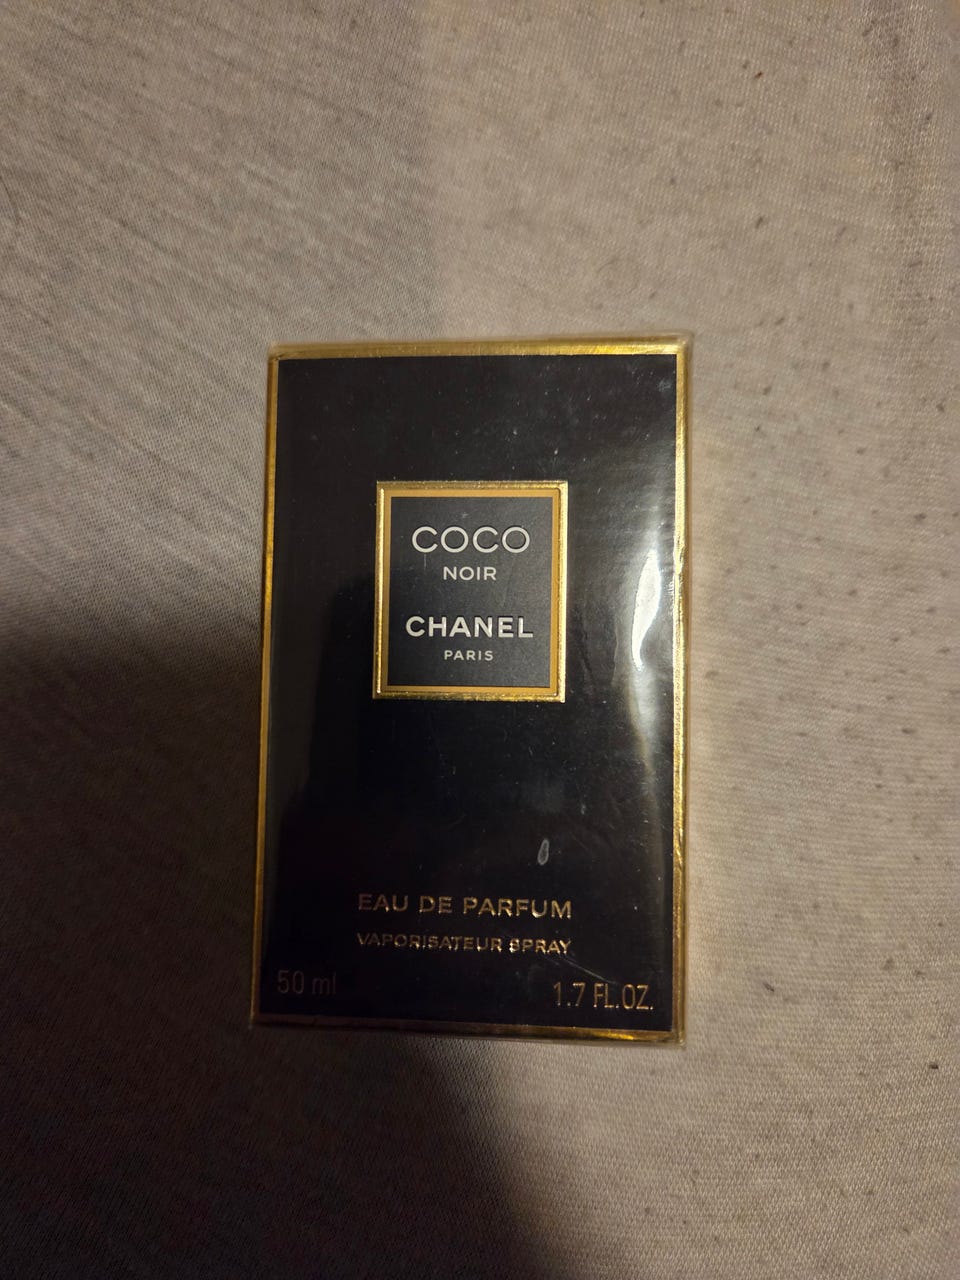 COCO
NOIR
CHANEL
PARIS
EAU DE PARFUM
VAPORISATEUR SPRAY
50 ml 1.7 FL.OZ.